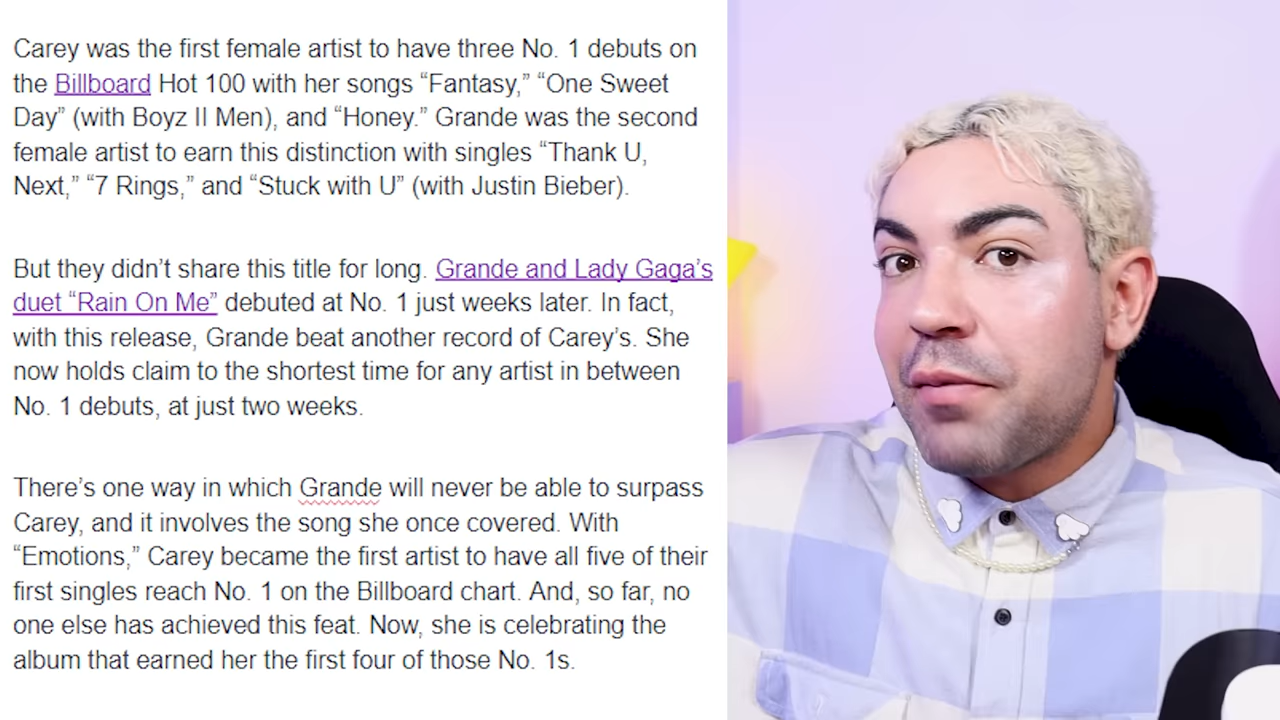 Carey was the first female artist to have three No. 1 debuts on
the Billboard Hot 100 with her songs “Fantasy,” “One Sweet
Day” (with Boyz II Men), and “Honey.” Grande was the second
female artist to earn this distinction with singles “Thank U,
Next,” “7 Rings,” and “Stuck with U” (with Justin Bieber).
But they didn’t share this title for long. Grande and Lady Gaga’s
duet “Rain On Me” debuted at No. 1 just weeks later. In fact,
with this release, Grande beat another record of Carey’s. She
now holds claim to the shortest time for any artist in between
No. 1 debuts, at just two weeks.
There’s one way in which Grande will never be able to surpass
Carey, and it involves the song she once covered. With
“Emotions,” Carey became the first artist to have all five of their
first singles reach No. 1 on the Billboard chart. And, so far, no
one else has achieved this feat. Now, she is celebrating the
album that earned her the first four of those No. 1s.